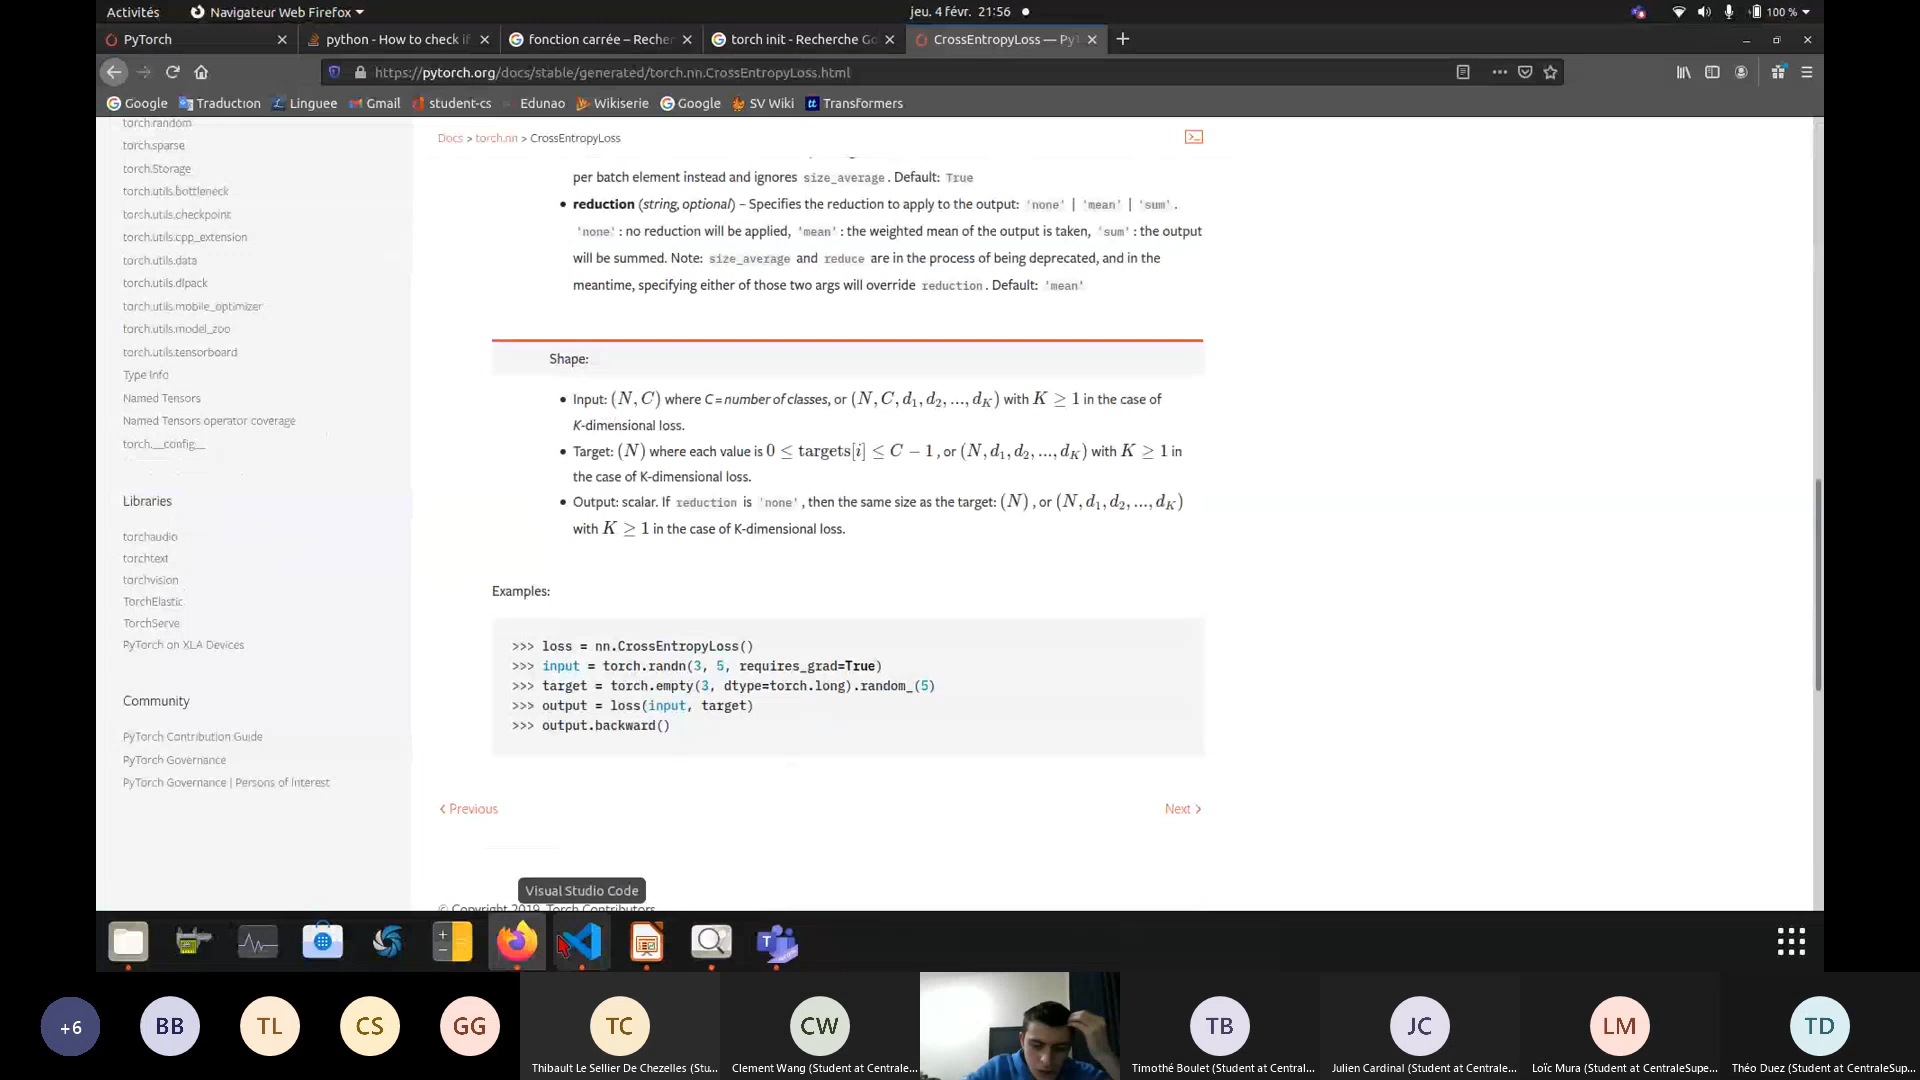 Activités
Navigateur Web Firefox
jeu. 4 févr. 21:56
100 %
PyTorch
python - How to check if
fonction carrée – Recher
torch init - Recherche Go
CrossEntropyLoss — PyT
https://pytorch.org/docs/stable/generated/torch.nn.CrossEntropyLoss.html
Google
Traduction
Linguee
Gmail
student-cs
Edunao
Wikiserie
Google
SV Wiki
Transformers
torch.random
torch.sparse
torch.Storage
torch.utils.bottleneck
torch.utils.checkpoint
torch.utils.cpp_extension
torch.utils.data
torch.utils.dlpack
torch.utils.mobile_optimizer
torch.utils.model_zoo
torch.utils.tensorboard
Type Info
Named Tensors
Named Tensors operator coverage
torch.__config__
Libraries
torchaudio
torchtext
torchvision
TorchElastic
TorchServe
PyTorch on XLA Devices
Community
PyTorch Contribution Guide
PyTorch Governance
PyTorch Governance | Persons of Interest
Docs > torch.nn > CrossEntropyLoss
per batch element instead and ignores size_average. Default: True
• reduction (string, optional) – Specifies the reduction to apply to the output: 'none' | 'mean' | 'sum'.
'none': no reduction will be applied, 'mean': the weighted mean of the output is taken, 'sum': the output
will be summed. Note: size_average and reduce are in the process of being deprecated, and in the
meantime, specifying either of those two args will override reduction. Default: 'mean'
Shape:
• Input: (N, C) where C = number of classes, or (N, C, d₁, d₂, ..., d_K) with K ≥ 1 in the case of
K-dimensional loss.
• Target: (N) where each value is 0 ≤ targets[i] ≤ C − 1, or (N, d₁, d₂, ..., d_K) with K ≥ 1 in
the case of K-dimensional loss.
• Output: scalar. If reduction is 'none', then the same size as the target: (N), or (N, d₁, d₂, ..., d_K)
with K ≥ 1 in the case of K-dimensional loss.
Examples:
>>> loss = nn.CrossEntropyLoss()
>>> input = torch.randn(3, 5, requires_grad=True)
>>> target = torch.empty(3, dtype=torch.long).random_(5)
>>> output = loss(input, target)
>>> output.backward()
< Previous
Next >
Visual Studio Code
© Copyright 2019, Torch Contributors.
+6
BB
TL
CS
GG
TC
Thibault Le Sellier De Chezelles (Stu...
CW
Clement Wang (Student at Centrale...
TB
Timothé Boulet (Student at Central...
JC
Julien Cardinal (Student at Centrale...
LM
Loïc Mura (Student at CentraleSupe...
TD
Théo Duez (Student at CentraleSup...